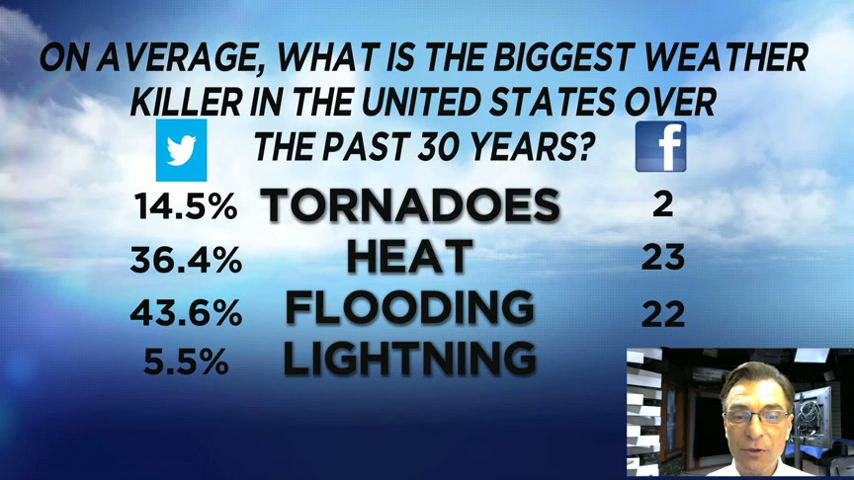 ON AVERAGE, WHAT IS THE BIGGEST WEATHER
KILLER IN THE UNITED STATES OVER
THE PAST 30 YEARS?
14.5% TORNADOES 2
36.4% HEAT 23
43.6% FLOODING 22
5.5% LIGHTNING